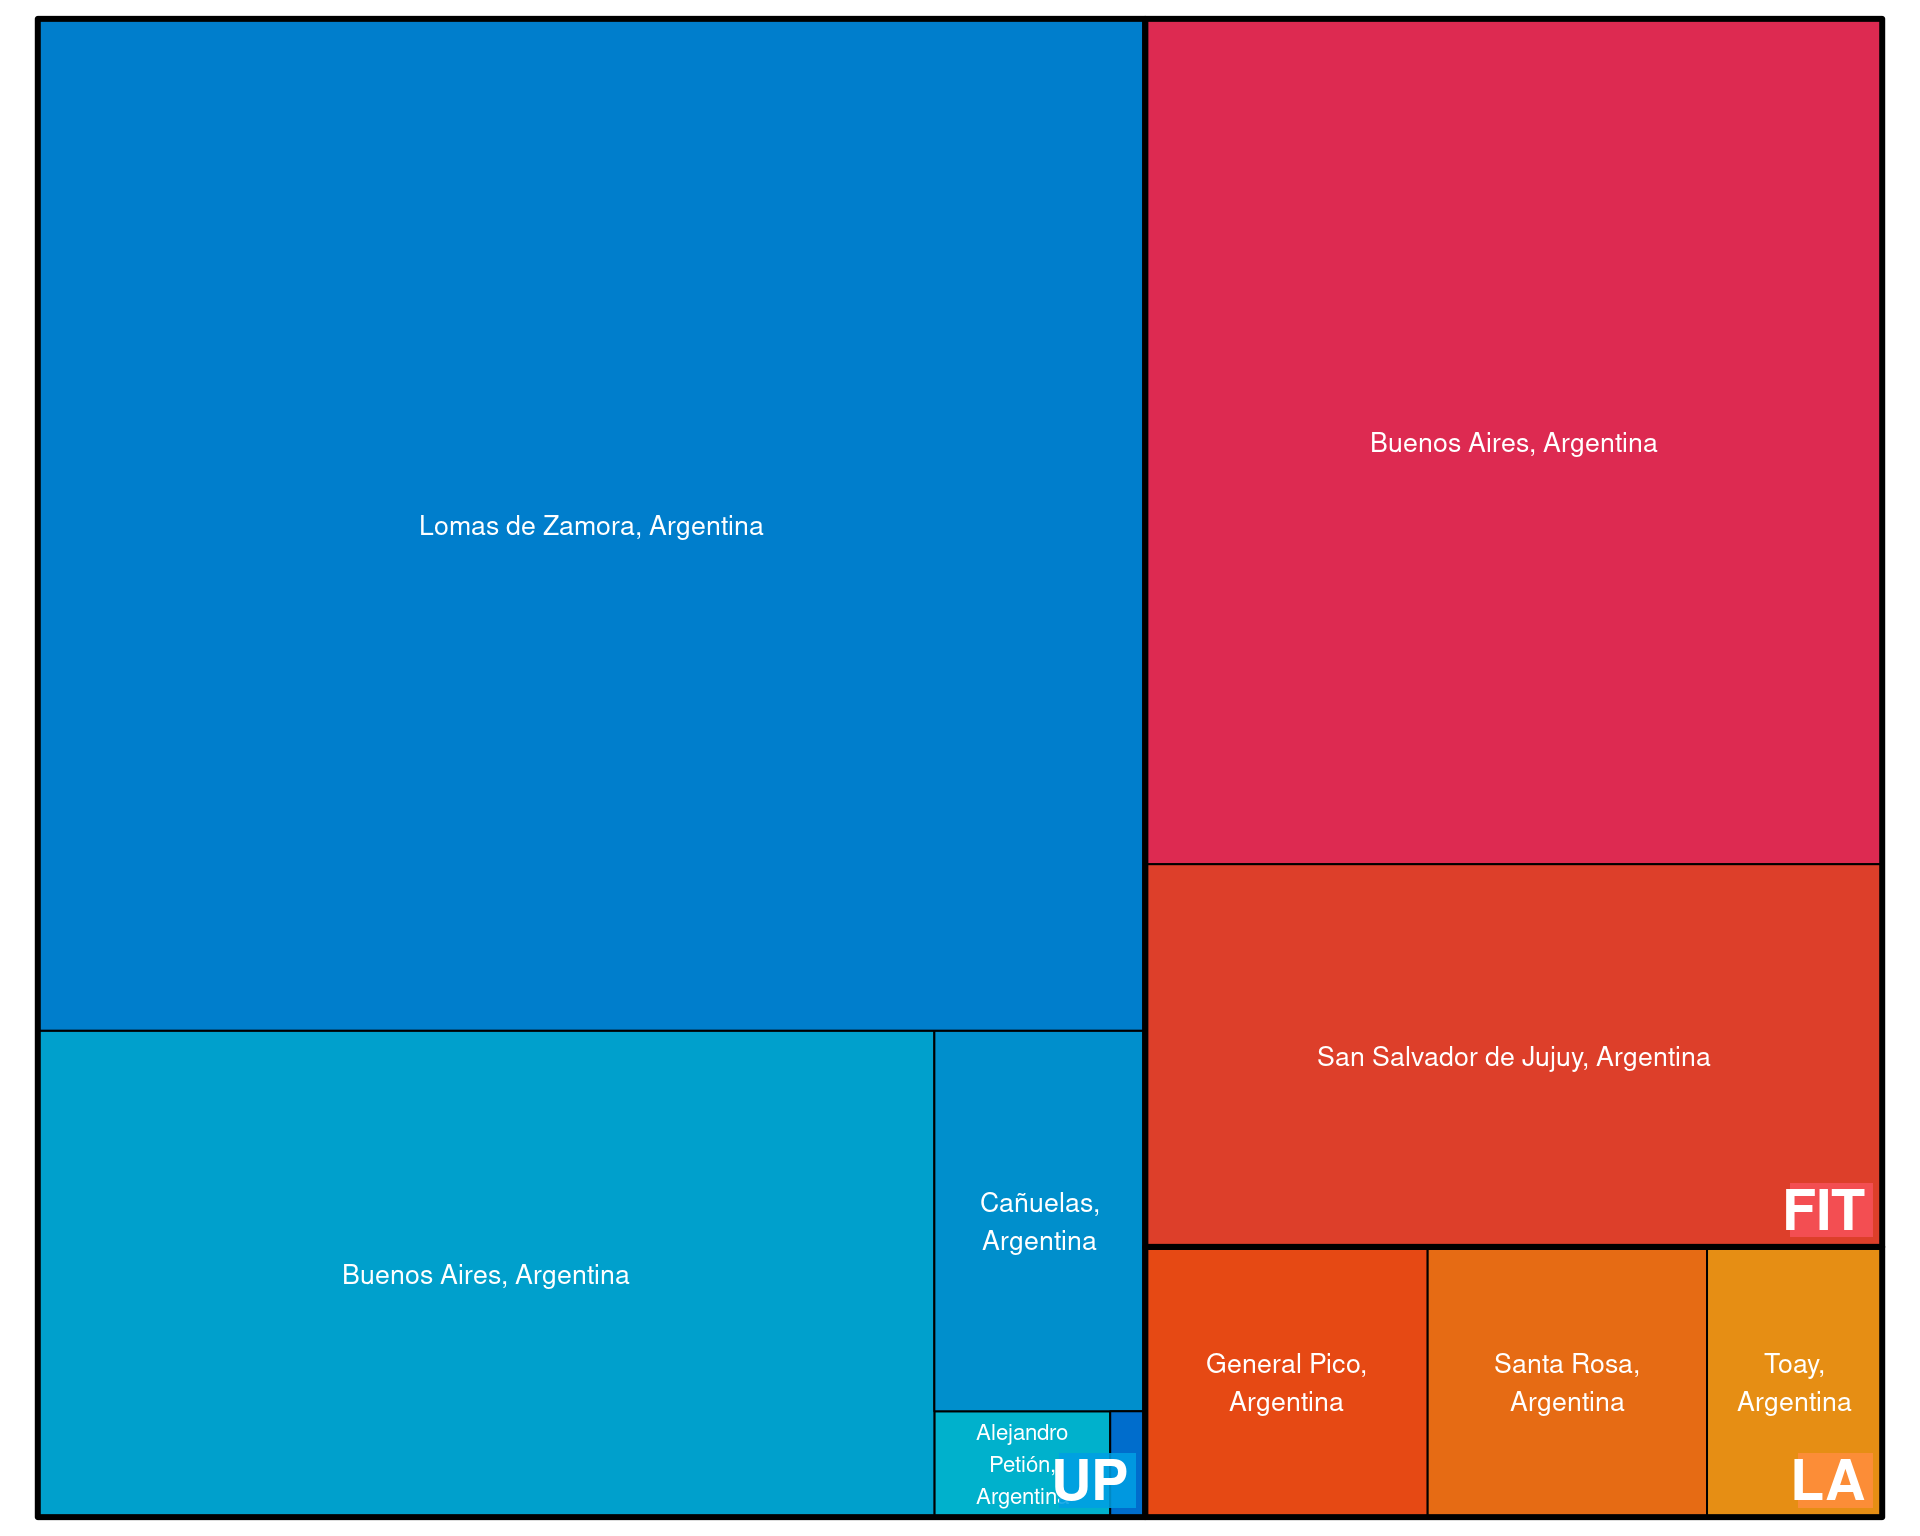 Lomas de Zamora, Argentina
Buenos Aires, Argentina
Cañuelas,
Argentina
Alejandro
Petión,
Argentin
UP
Buenos Aires, Argentina
San Salvador de Jujuy, Argentina
FIT
General Pico,
Argentina
Santa Rosa,
Argentina
Toay,
Argentina
LA